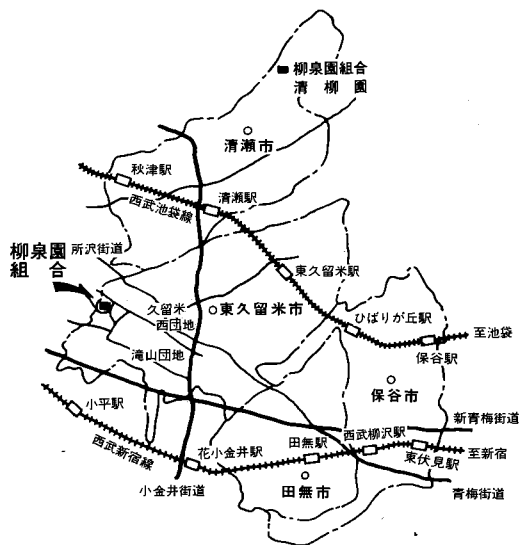 柳泉園組合
清柳園
清瀬市
秋津駅
西武池袋線
清瀬駅
所沢街道
柳泉園
組合
東久留米駅
久留米
西団地
東久留米市
ひばりが丘駅
至池袋
滝山団地
保谷駅
保谷市
小平駅
新青梅街道
西武新宿線
花小金井駅
田無駅
西武柳沢駅
至新宿
東伏見駅
小金井街道
田無市
青梅街道